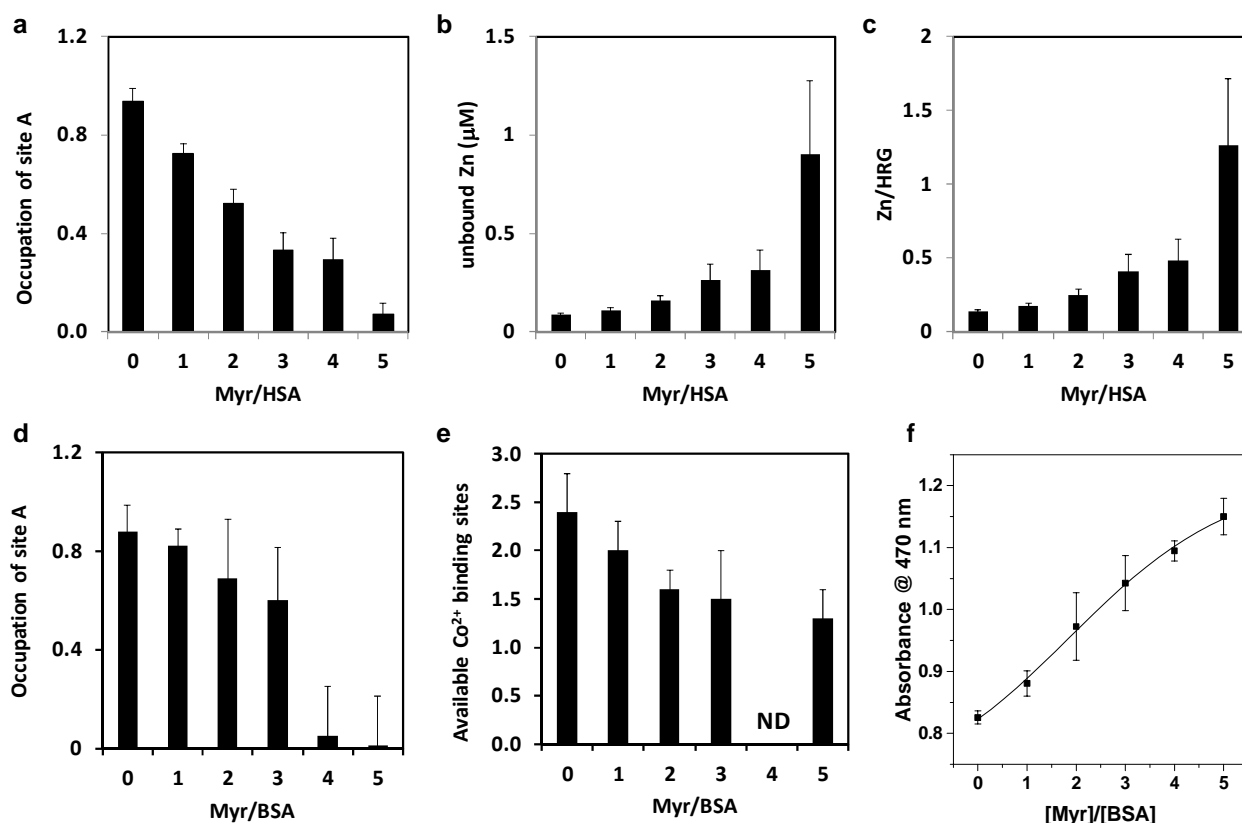 a
1.2
0.8
0.4
0.0
Occupation of site A
0 1 2 3 4 5
Myr/HSA
b
1.5
1
0.5
0
unbound Zn (μM)
0 1 2 3 4 5
Myr/HSA
c
2
1.5
1
0.5
0
Zn/HRG
0 1 2 3 4 5
Myr/HSA
d
1.2
0.8
0.4
0
Occupation of site A
0 1 2 3 4 5
Myr/BSA
e
3.0
2.5
2.0
1.5
1.0
0.5
0.0
Available Co²⁺ binding sites
ND
0 1 2 3 4 5
Myr/BSA
f
1.2
1.1
1.0
0.9
0.8
Absorbance @ 470 nm
0 1 2 3 4 5
[Myr]/[BSA]